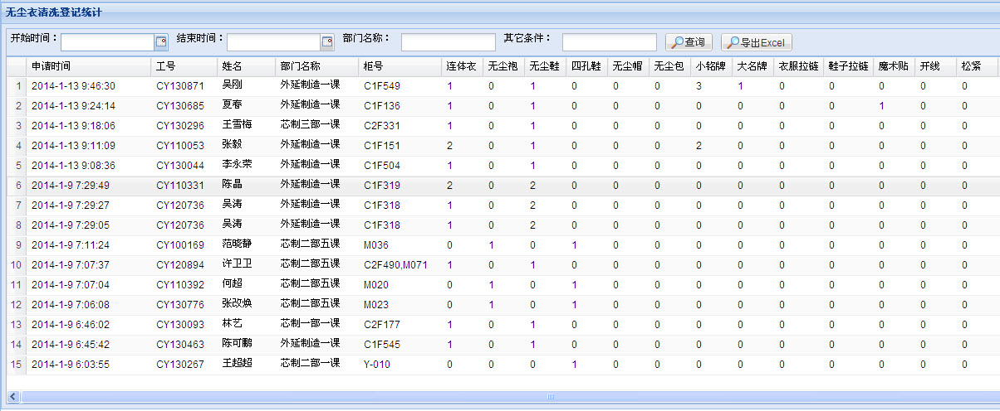 无尘衣清洗登记统计
开始时间： 结束时间： 部门名称： 其它条件： 查询 导出Excel
申请时间 工号 姓名 部门名称 柜号 连体衣 无尘袍 无尘鞋 四孔鞋 无尘帽 无尘包 小铭牌 大名牌 衣服拉链 鞋子拉链 魔术贴 开线 松紧
1 2014-1-13 9:46:30 CY130871 吴刚 外延制造一课 C1F549 1 0 1 0 0 0 3 1 0 0 0 0 0
2 2014-1-13 9:24:14 CY130685 夏春 外延制造一课 C1F136 1 0 1 0 0 0 0 0 0 0 1 0 0
3 2014-1-13 9:18:06 CY130296 王雪梅 芯制三部一课 C2F331 1 0 1 0 0 0 0 0 0 0 0 0 0
4 2014-1-13 9:11:09 CY110053 张毅 外延制造一课 C1F151 2 0 1 0 0 0 2 0 0 0 0 0 0
5 2014-1-13 9:08:36 CY130044 李永荣 外延制造一课 C1F504 1 0 1 0 0 0 0 0 0 0 0 0 0
6 2014-1-9 7:29:49 CY110331 陈晶 外延制造一课 C1F319 2 0 2 0 0 0 0 0 0 0 0 0 0
7 2014-1-9 7:29:27 CY120736 吴涛 外延制造一课 C1F318 1 0 2 0 0 0 0 0 0 0 0 0 0
8 2014-1-9 7:29:05 CY120736 吴涛 外延制造一课 C1F318 1 0 2 0 0 0 0 0 0 0 0 0 0
9 2014-1-9 7:11:24 CY100169 范晓静 芯制二部五课 M036 0 1 0 1 0 0 0 0 0 0 0 0 0
10 2014-1-9 7:07:37 CY120894 许卫卫 芯制二部五课 C2F490,M071 1 0 1 0 0 0 0 0 0 0 0 0 0
11 2014-1-9 7:07:04 CY110392 何超 芯制二部五课 M020 0 1 0 1 0 0 0 0 0 0 0 0 0
12 2014-1-9 7:06:08 CY130776 张改焕 芯制二部五课 M023 0 1 0 1 0 0 0 0 0 0 0 0 0
13 2014-1-9 6:46:02 CY130093 林艺 芯制一部一课 C2F177 1 0 1 0 0 0 0 0 0 0 0 0 0
14 2014-1-9 6:45:42 CY130463 陈可鹏 外延制造一课 C1F545 1 0 1 0 0 0 0 0 0 0 0 0 0
15 2014-1-9 6:03:55 CY130267 王超超 芯制二部一课 Y-010 0 0 0 1 0 0 0 0 0 0 0 0 0